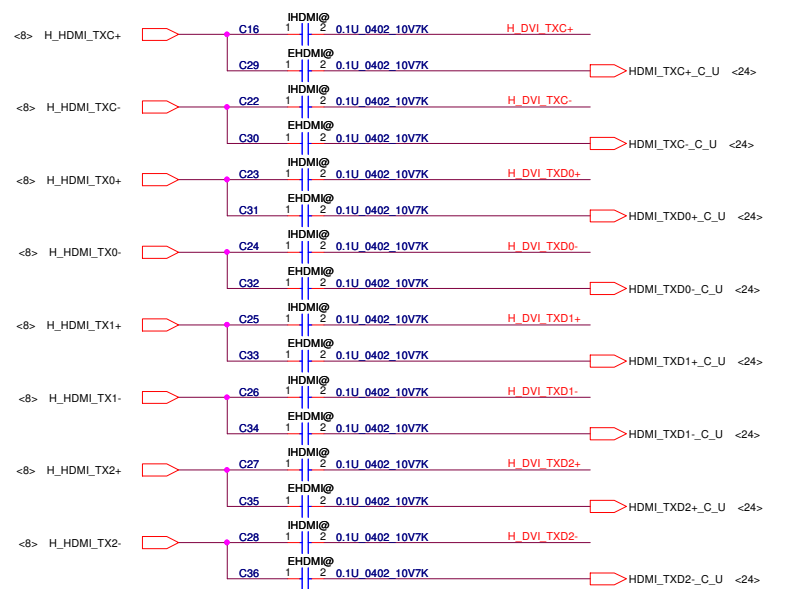 IHDMI@
<8> H_HDMI_TXC+ C16 1 2 0.1U_0402_10V7K H_DVI_TXC+
EHDMI@
C29 1 2 0.1U_0402_10V7K HDMI_TXC+_C_U <24>
IHDMI@
<8> H_HDMI_TXC- C22 1 2 0.1U_0402_10V7K H_DVI_TXC-
EHDMI@
C30 1 2 0.1U_0402_10V7K HDMI_TXC-_C_U <24>
IHDMI@
<8> H_HDMI_TX0+ C23 1 2 0.1U_0402_10V7K H_DVI_TXD0+
EHDMI@
C31 1 2 0.1U_0402_10V7K HDMI_TXD0+_C_U <24>
IHDMI@
<8> H_HDMI_TX0- C24 1 2 0.1U_0402_10V7K H_DVI_TXD0-
EHDMI@
C32 1 2 0.1U_0402_10V7K HDMI_TXD0-_C_U <24>
IHDMI@
<8> H_HDMI_TX1+ C25 1 2 0.1U_0402_10V7K H_DVI_TXD1+
EHDMI@
C33 1 2 0.1U_0402_10V7K HDMI_TXD1+_C_U <24>
IHDMI@
<8> H_HDMI_TX1- C26 1 2 0.1U_0402_10V7K H_DVI_TXD1-
EHDMI@
C34 1 2 0.1U_0402_10V7K HDMI_TXD1-_C_U <24>
IHDMI@
<8> H_HDMI_TX2+ C27 1 2 0.1U_0402_10V7K H_DVI_TXD2+
EHDMI@
C35 1 2 0.1U_0402_10V7K HDMI_TXD2+_C_U <24>
IHDMI@
<8> H_HDMI_TX2- C28 1 2 0.1U_0402_10V7K H_DVI_TXD2-
EHDMI@
C36 1 2 0.1U_0402_10V7K HDMI_TXD2-_C_U <24>